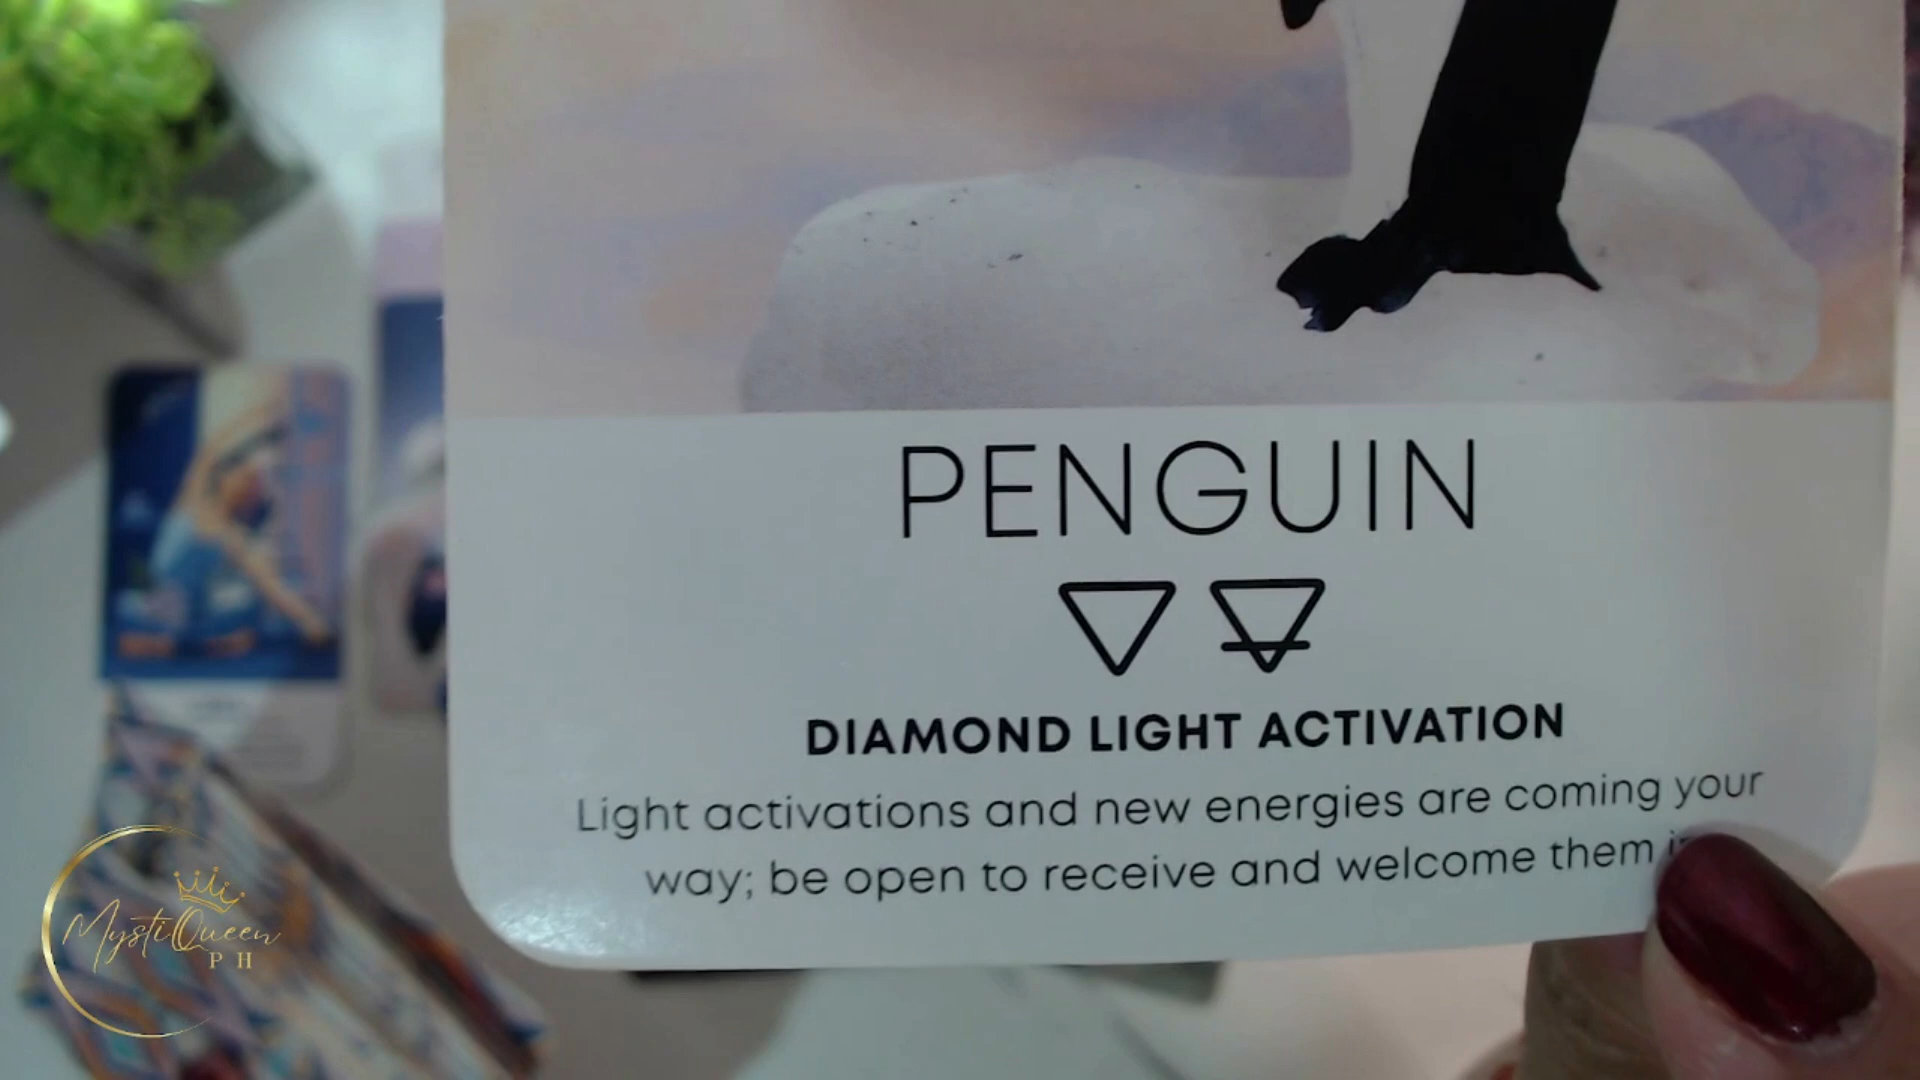 PENGUIN
DIAMOND LIGHT ACTIVATION
Light activations and new energies are coming your
way; be open to receive and welcome them
MystiQueen
PH